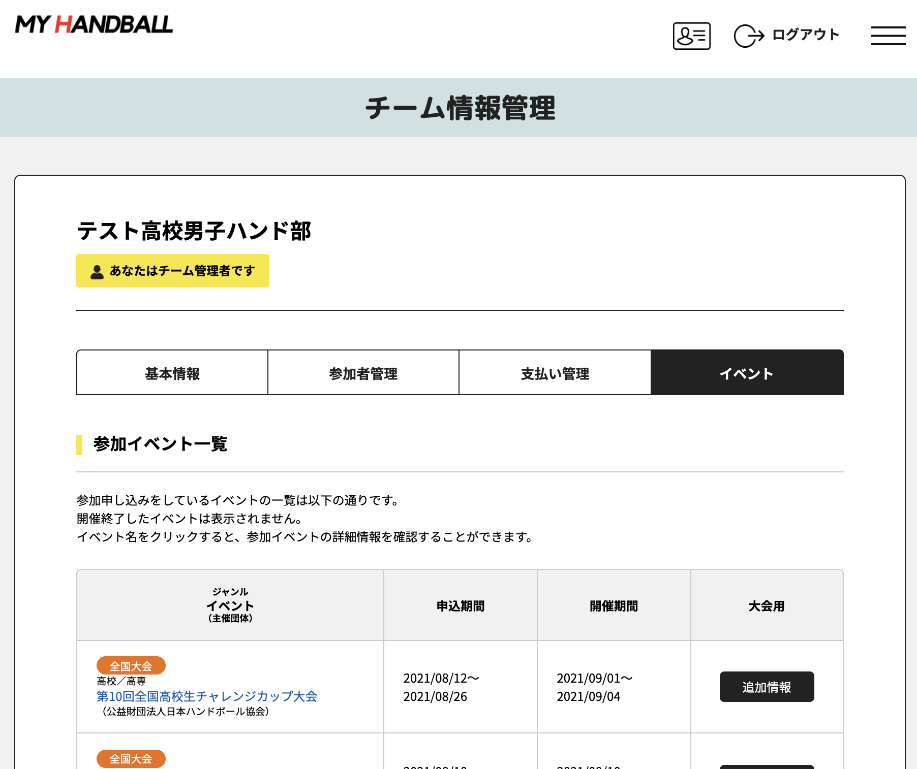 MY HANDBALL
ログアウト
チーム情報管理
テスト高校男子ハンド部
あなたはチーム管理者です
基本情報
参加者管理
支払い管理
イベント
参加イベント一覧
参加申し込みをしているイベントの一覧は以下の通りです。
開催終了したイベントは表示されません。
イベント名をクリックすると、参加イベントの詳細情報を確認することができます。
ジャンル
イベント
（主催団体）
申込期間
開催期間
大会用
全国大会
高校／高専
第10回全国高校生チャレンジカップ大会
（公益財団法人日本ハンドボール協会）
2021/08/12～
2021/08/26
2021/09/01～
2021/09/04
追加情報
全国大会